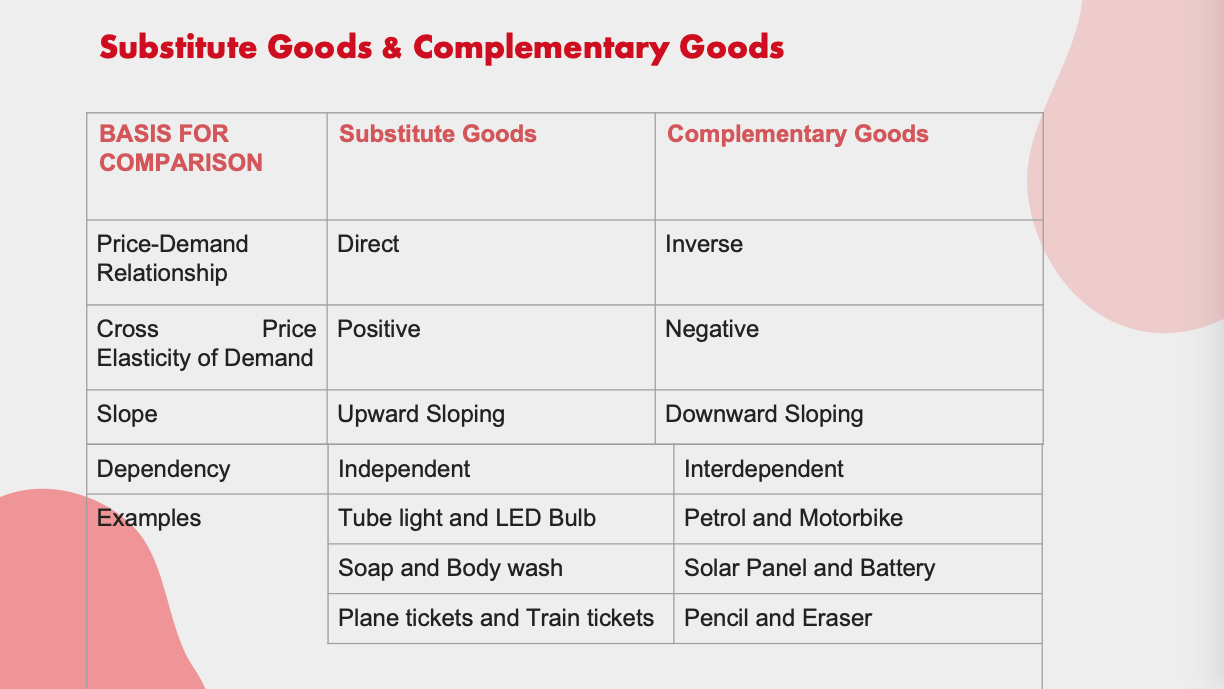 Substitute Goods & Complementary Goods
BASIS FOR
COMPARISON
Substitute Goods
Complementary Goods
Price-Demand
Relationship
Direct
Inverse
Cross Price
Elasticity of Demand
Positive
Negative
Slope
Upward Sloping
Downward Sloping
Dependency
Independent
Interdependent
Examples
Tube light and LED Bulb
Petrol and Motorbike
Soap and Body wash
Solar Panel and Battery
Plane tickets and Train tickets
Pencil and Eraser